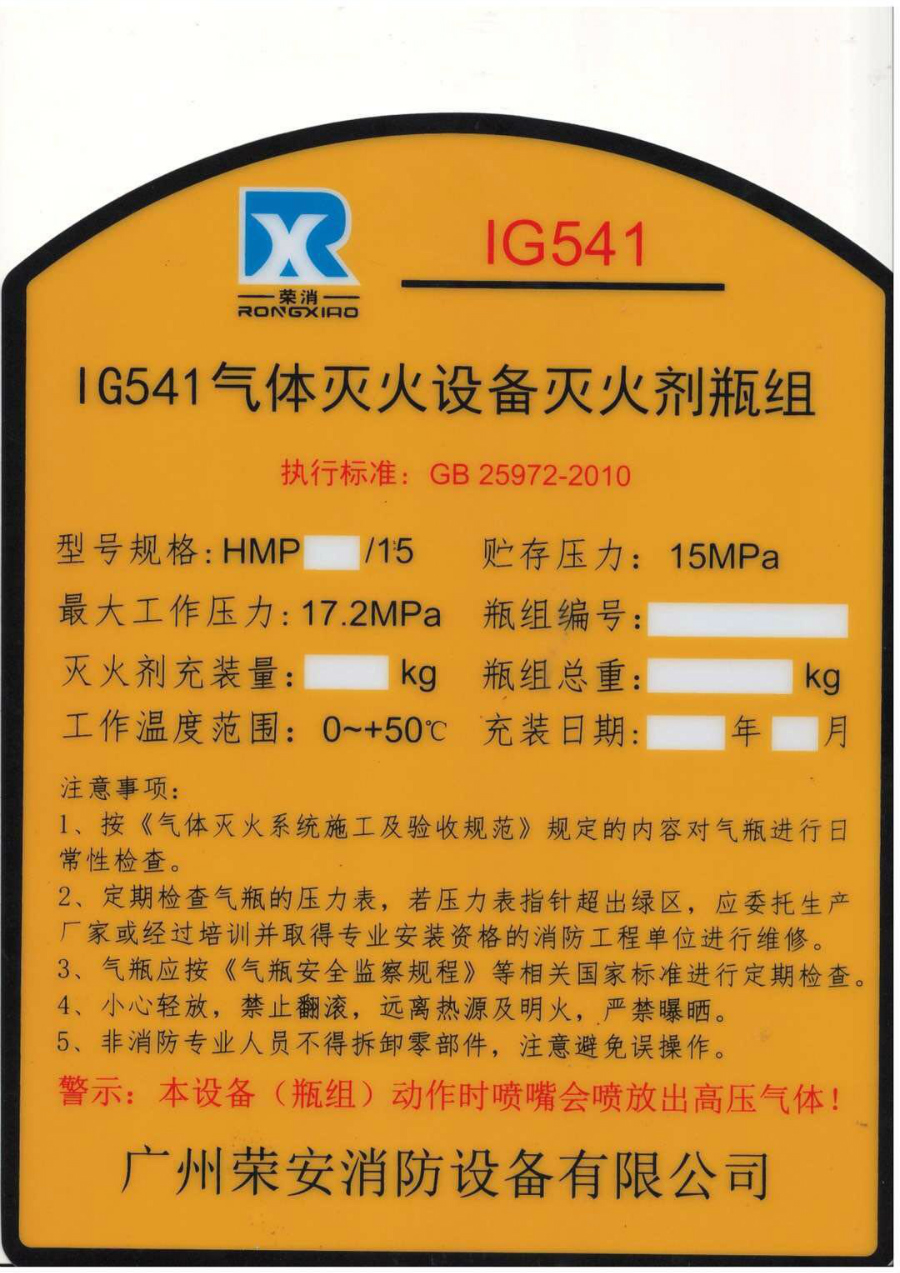 XR
IG541
荣消
RONGXIAO
IG541气体灭火设备灭火剂瓶组
执行标准：GB 25972-2010
型号规格：HMP /15 贮存压力：15MPa
最大工作压力：17.2MPa 瓶组编号：
灭火剂充装量： kg 瓶组总重： kg
工作温度范围：0~+50℃ 充装日期： 年 月
注意事项：
1、按《气体灭火系统施工及验收规范》规定的内容对气瓶进行日
常性检查。
2、定期检查气瓶的压力表，若压力表指针超出绿区，应委托生产
厂家或经过培训并取得专业安装资格的消防工程单位进行维修。
3、气瓶应按《气瓶安全监察规程》等相关国家标准进行定期检查。
4、小心轻放，禁止翻滚，远离热源及明火，严禁曝晒。
5、非消防专业人员不得拆卸零部件，注意避免误操作。
警示：本设备（瓶组）动作时喷嘴会喷放出高压气体！
广州荣安消防设备有限公司